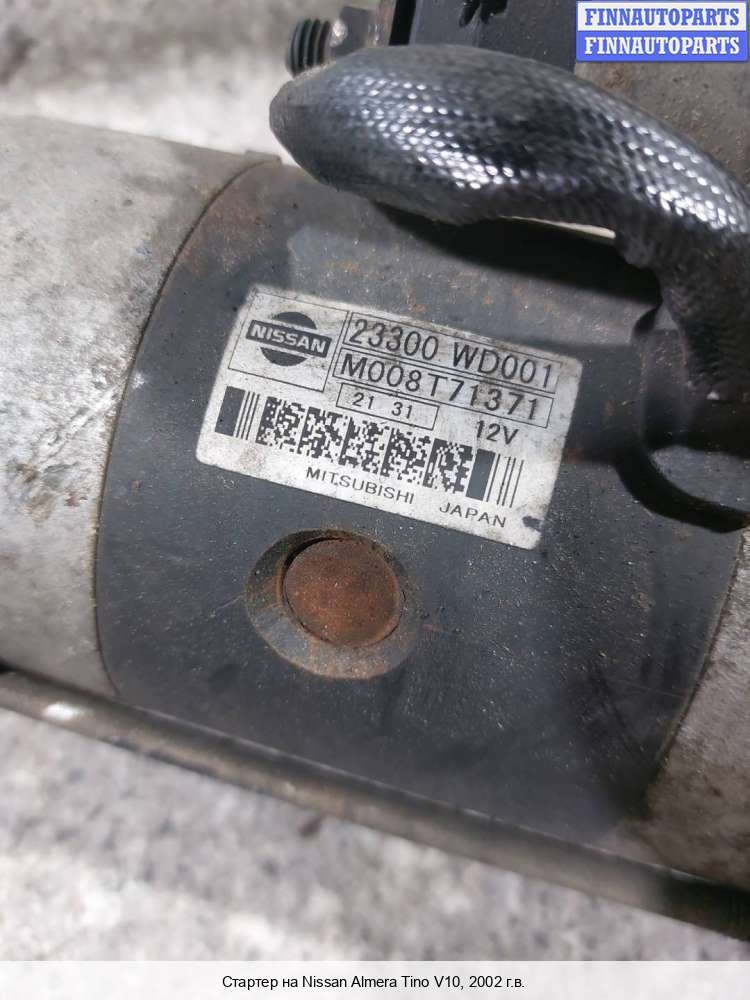 FINNAUTOPARTS
FINNAUTOPARTS
NISSAN
23300 WD001
M008T71371
21 31
12V
MITSUBISHI JAPAN
Стартер на Nissan Almera Tino V10, 2002 г.в.